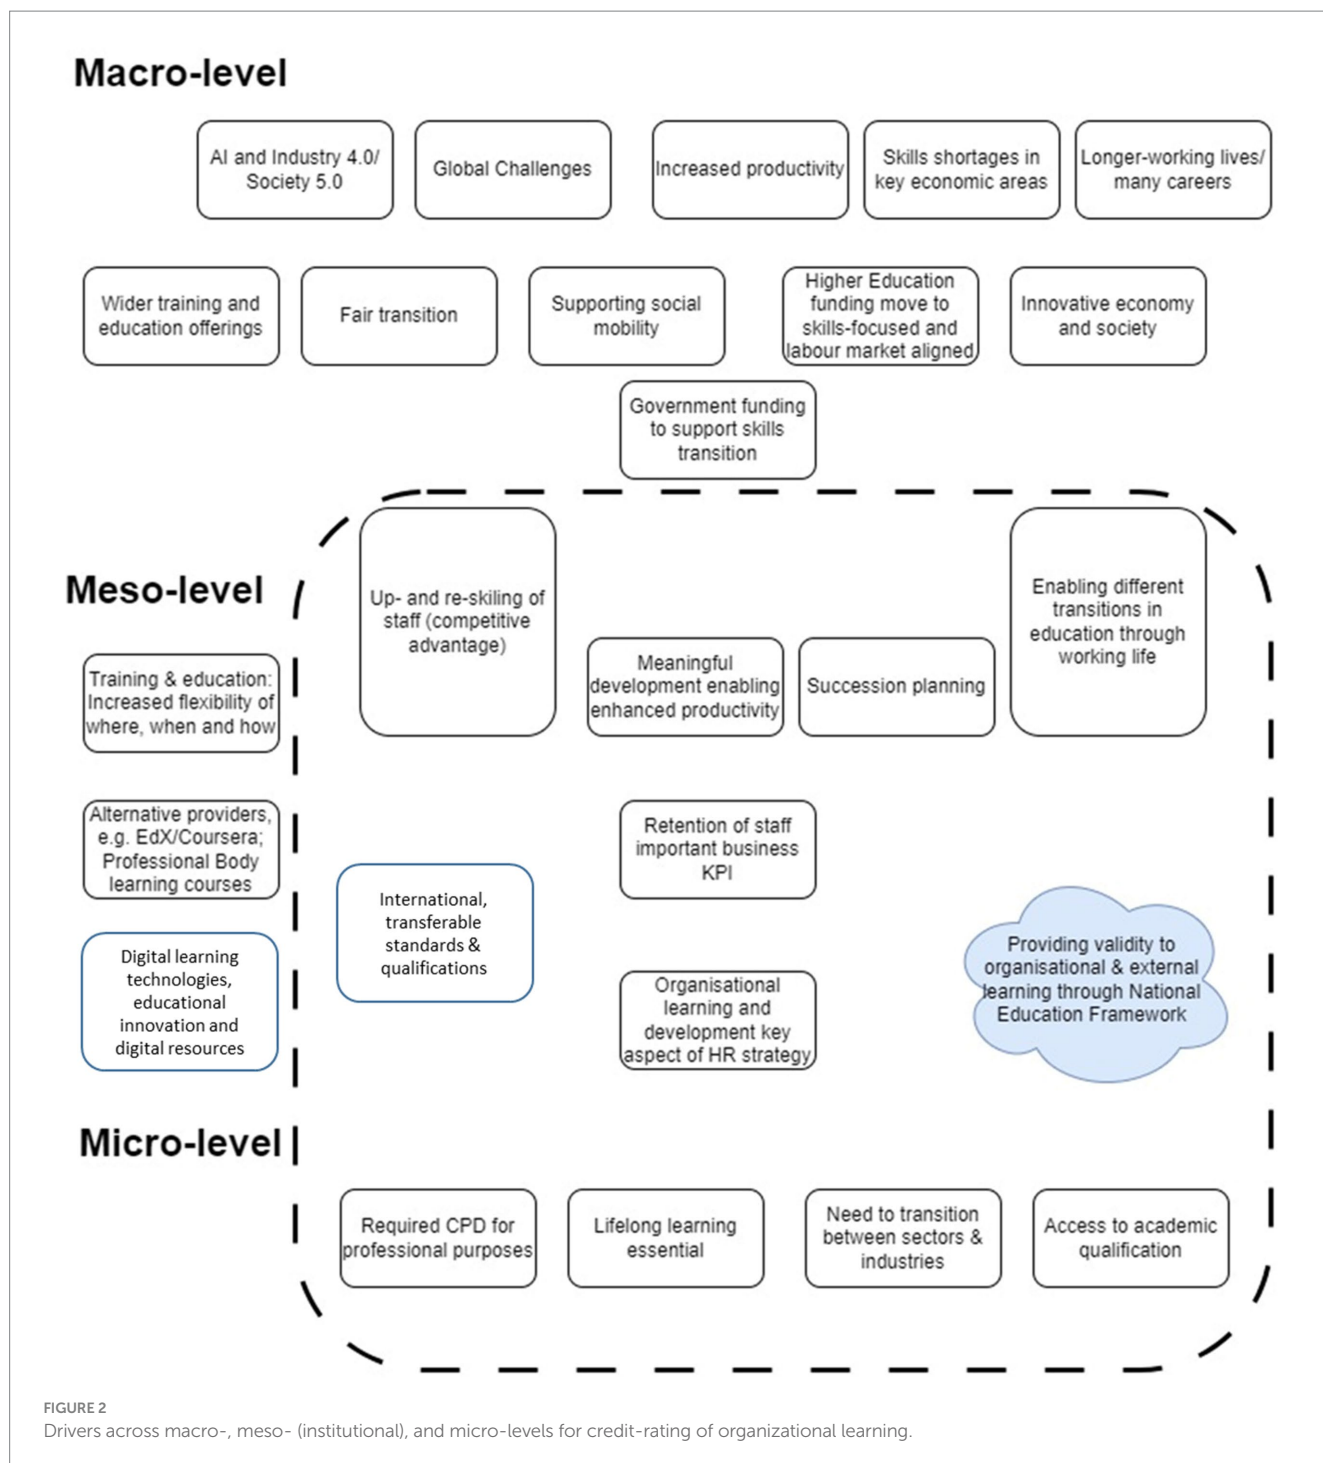 Macro-level
AI and Industry 4.0/
Society 5.0
Global Challenges
Increased productivity
Skills shortages in
key economic areas
Longer-working lives/
many careers
Wider training and
education offerings
Fair transition
Supporting social
mobility
Higher Education
funding move to
skills-focused and
labour market aligned
Innovative economy
and society
Government funding
to support skills
transition
Meso-level
Up- and re-skiling of
staff (competitive
advantage)
Meaningful
development enabling
enhanced productivity
Succession planning
Enabling different
transitions in
education through
working life
Training & education:
Increased flexibility of
where, when and how
Alternative providers,
e.g. EdX/Coursera;
Professional Body
learning courses
Retention of staff
important business
KPI
International,
transferable
standards &
qualifications
Digital learning
technologies,
educational
innovation and
digital resources
Organisational
learning and
development key
aspect of HR strategy
Providing validity to
organisational & external
learning through National
Education Framework
Micro-level
Required CPD for
professional purposes
Lifelong learning
essential
Need to transition
between sectors &
industries
Access to academic
qualification
FIGURE 2
Drivers across macro-, meso- (institutional), and micro-levels for credit-rating of organizational learning.